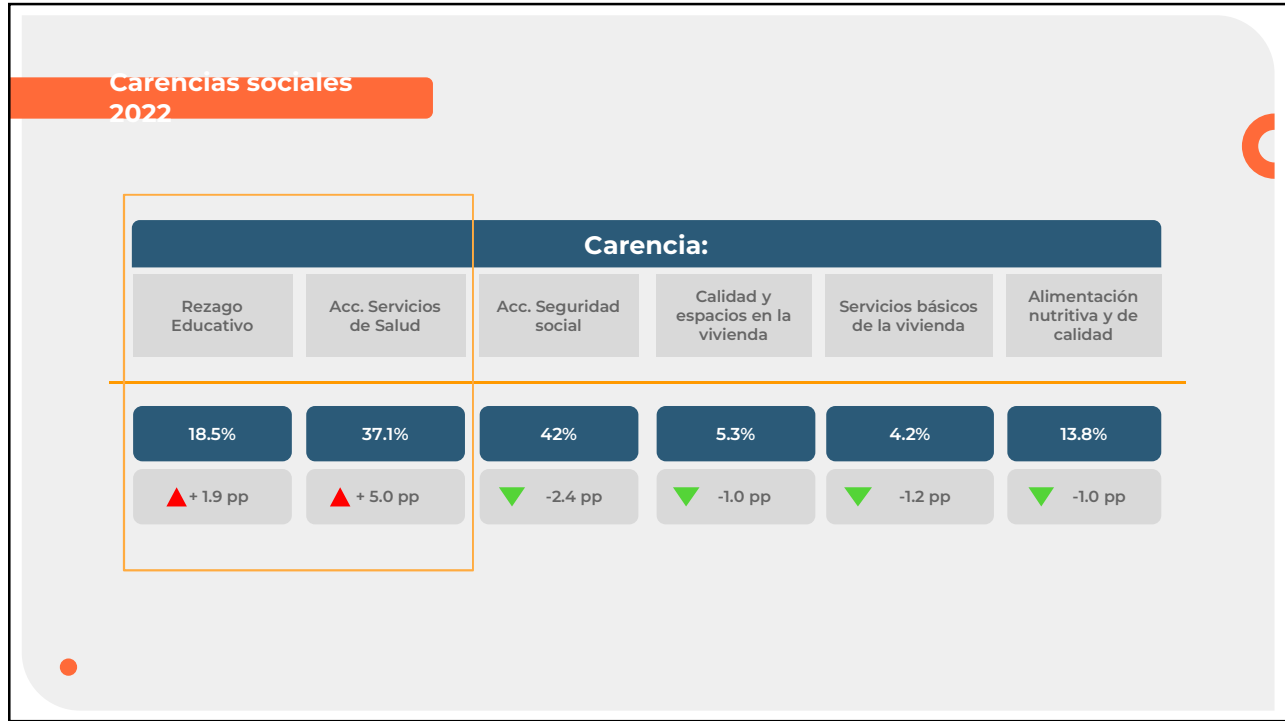 Carencias sociales
2022
Carencia:
Rezago
Educativo
Acc. Servicios
de Salud
Acc. Seguridad
social
Calidad y
espacios en la
vivienda
Servicios básicos
de la vivienda
Alimentación
nutritiva y de
calidad
18.5%
37.1%
42%
5.3%
4.2%
13.8%
+ 1.9 pp
+ 5.0 pp
-2.4 pp
-1.0 pp
-1.2 pp
-1.0 pp